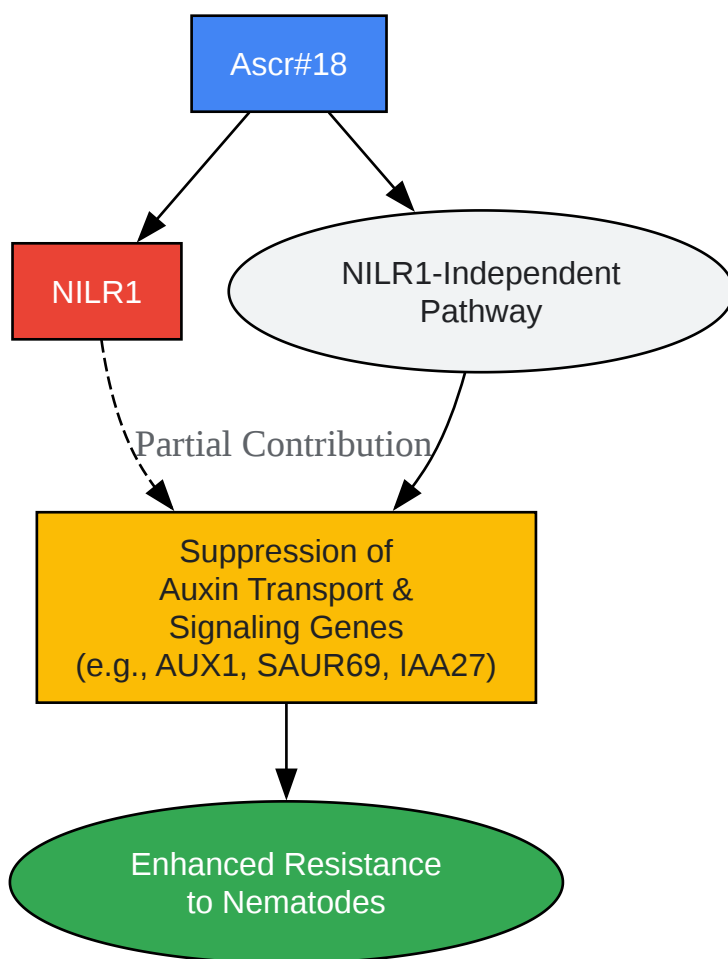 Ascr#18
NILR1
NILR1-Independent
Pathway
Partial Contribution
Suppression of
Auxin Transport &
Signaling Genes
(e.g., AUX1, SAUR69, IAA27)
Enhanced Resistance
to Nematodes